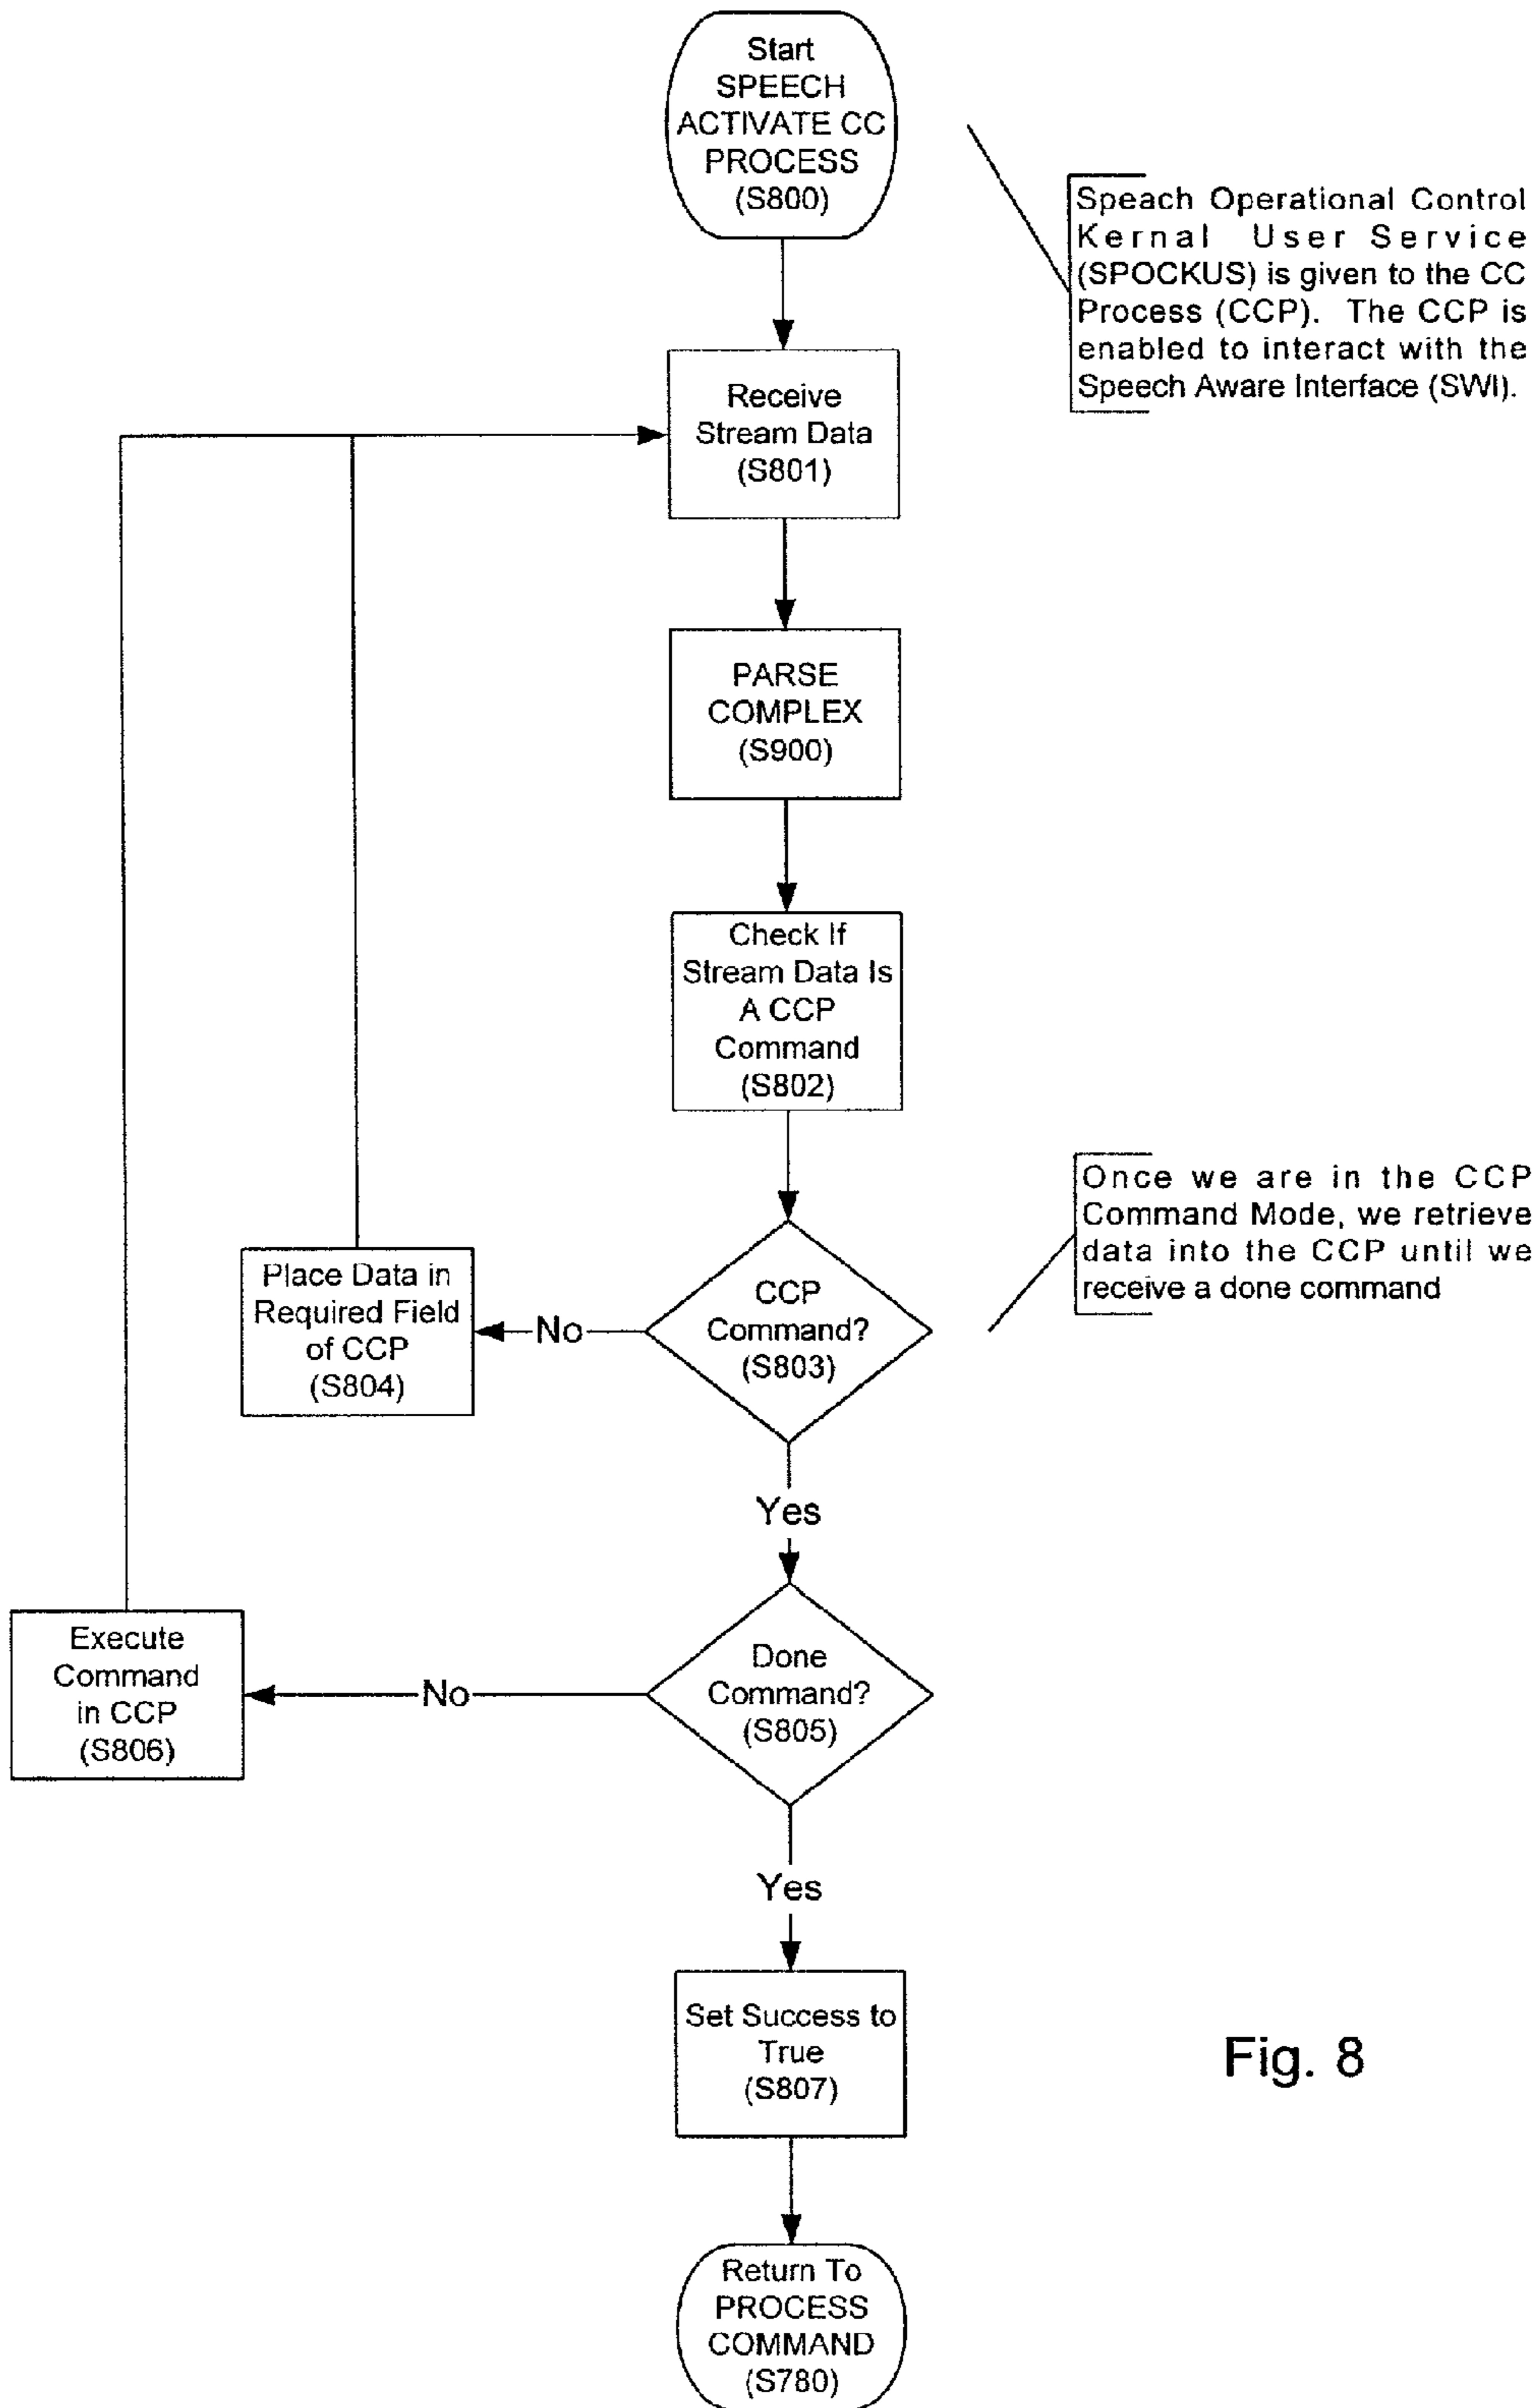 Start
SPEECH
ACTIVATE CC
PROCESS
(S800)
Speach Operational Control
Kernal User Service
(SPOCKUS) is given to the CC
Process (CCP). The CCP is
enabled to interact with the
Speech Aware Interface (SWI).
Receive
Stream Data
(S801)
PARSE
COMPLEX
(S900)
Check If
Stream Data Is
A CCP
Command
(S802)
Once we are in the CCP
Command Mode, we retrieve
data into the CCP until we
receive a done command
CCP
Command?
(S803)
No
Place Data in
Required Field
of CCP
(S804)
Yes
Done
Command?
(S805)
No
Execute
Command
in CCP
(S806)
Yes
Set Success to
True
(S807)
Fig. 8
Return To
PROCESS
COMMAND
(S780)